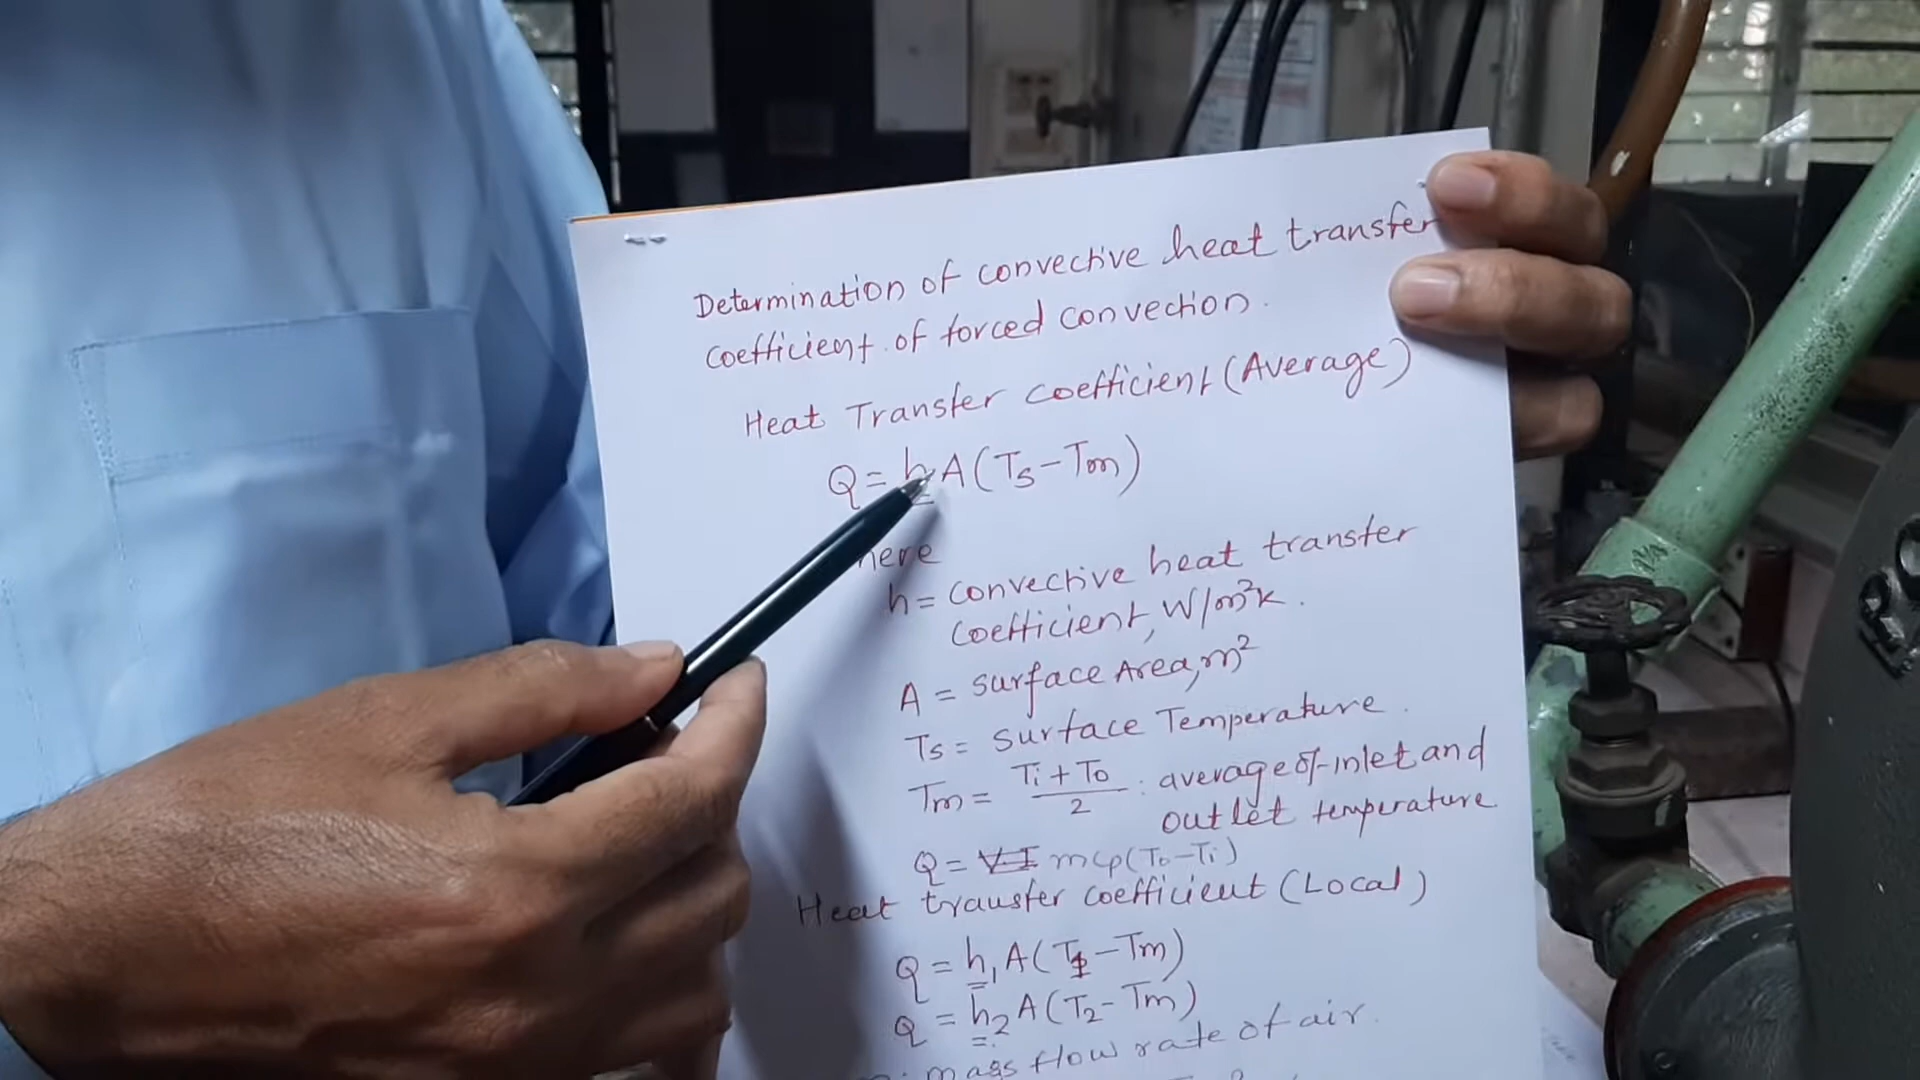 Determination of convective heat transfer
coefficient of forced convection.
Heat Transfer coefficient (Average)
Q = h A (Ts - Tm)
here
h = convective heat transfer
coefficient, W/m²k.
A = surface Area, m²
Ts = surface Temperature.
Tm = Ti + To / 2 : average of inlet and
outlet temperature
Q = V I mcp(To - Ti)
Heat transfer coefficient (Local)
Q = h1 A (T1 - Tm)
Q = h2 A (T2 - Tm)
mass flow rate of air.